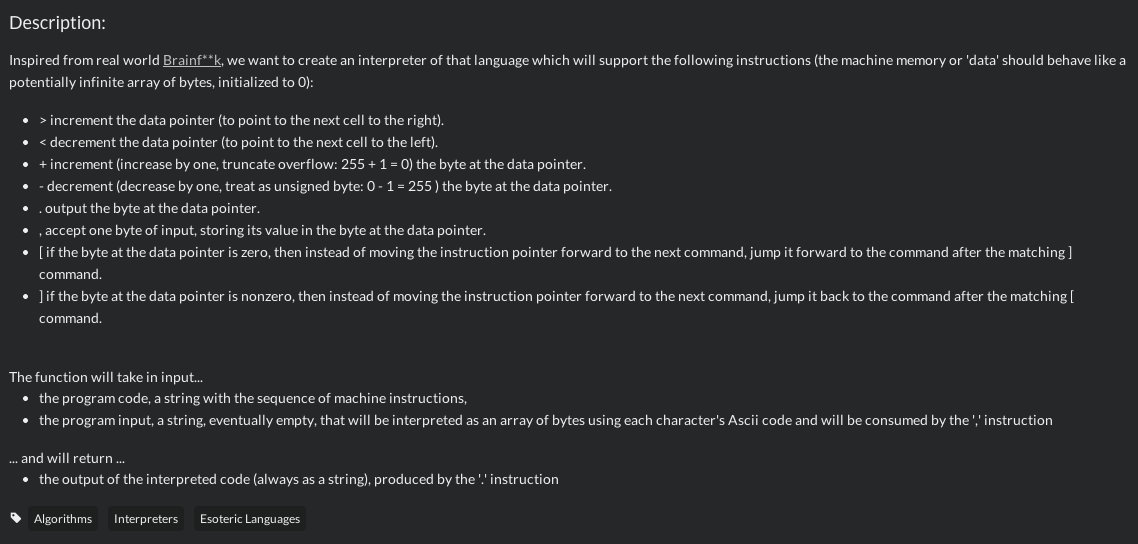 Description:
Inspired from real world Brainf**k, we want to create an interpreter of that language which will support the following instructions (the machine memory or 'data' should behave like a
potentially infinite array of bytes, initialized to 0):
• > increment the data pointer (to point to the next cell to the right).
• < decrement the data pointer (to point to the next cell to the left).
• + increment (increase by one, truncate overflow: 255 + 1 = 0) the byte at the data pointer.
• - decrement (decrease by one, treat as unsigned byte: 0 - 1 = 255 ) the byte at the data pointer.
• . output the byte at the data pointer.
• , accept one byte of input, storing its value in the byte at the data pointer.
• [ if the byte at the data pointer is zero, then instead of moving the instruction pointer forward to the next command, jump it forward to the command after the matching ]
command.
• ] if the byte at the data pointer is nonzero, then instead of moving the instruction pointer forward to the next command, jump it back to the command after the matching [
command.
The function will take in input...
• the program code, a string with the sequence of machine instructions,
• the program input, a string, eventually empty, that will be interpreted as an array of bytes using each character's Ascii code and will be consumed by the ',' instruction
... and will return ...
• the output of the interpreted code (always as a string), produced by the '.' instruction
Algorithms Interpreters Esoteric Languages